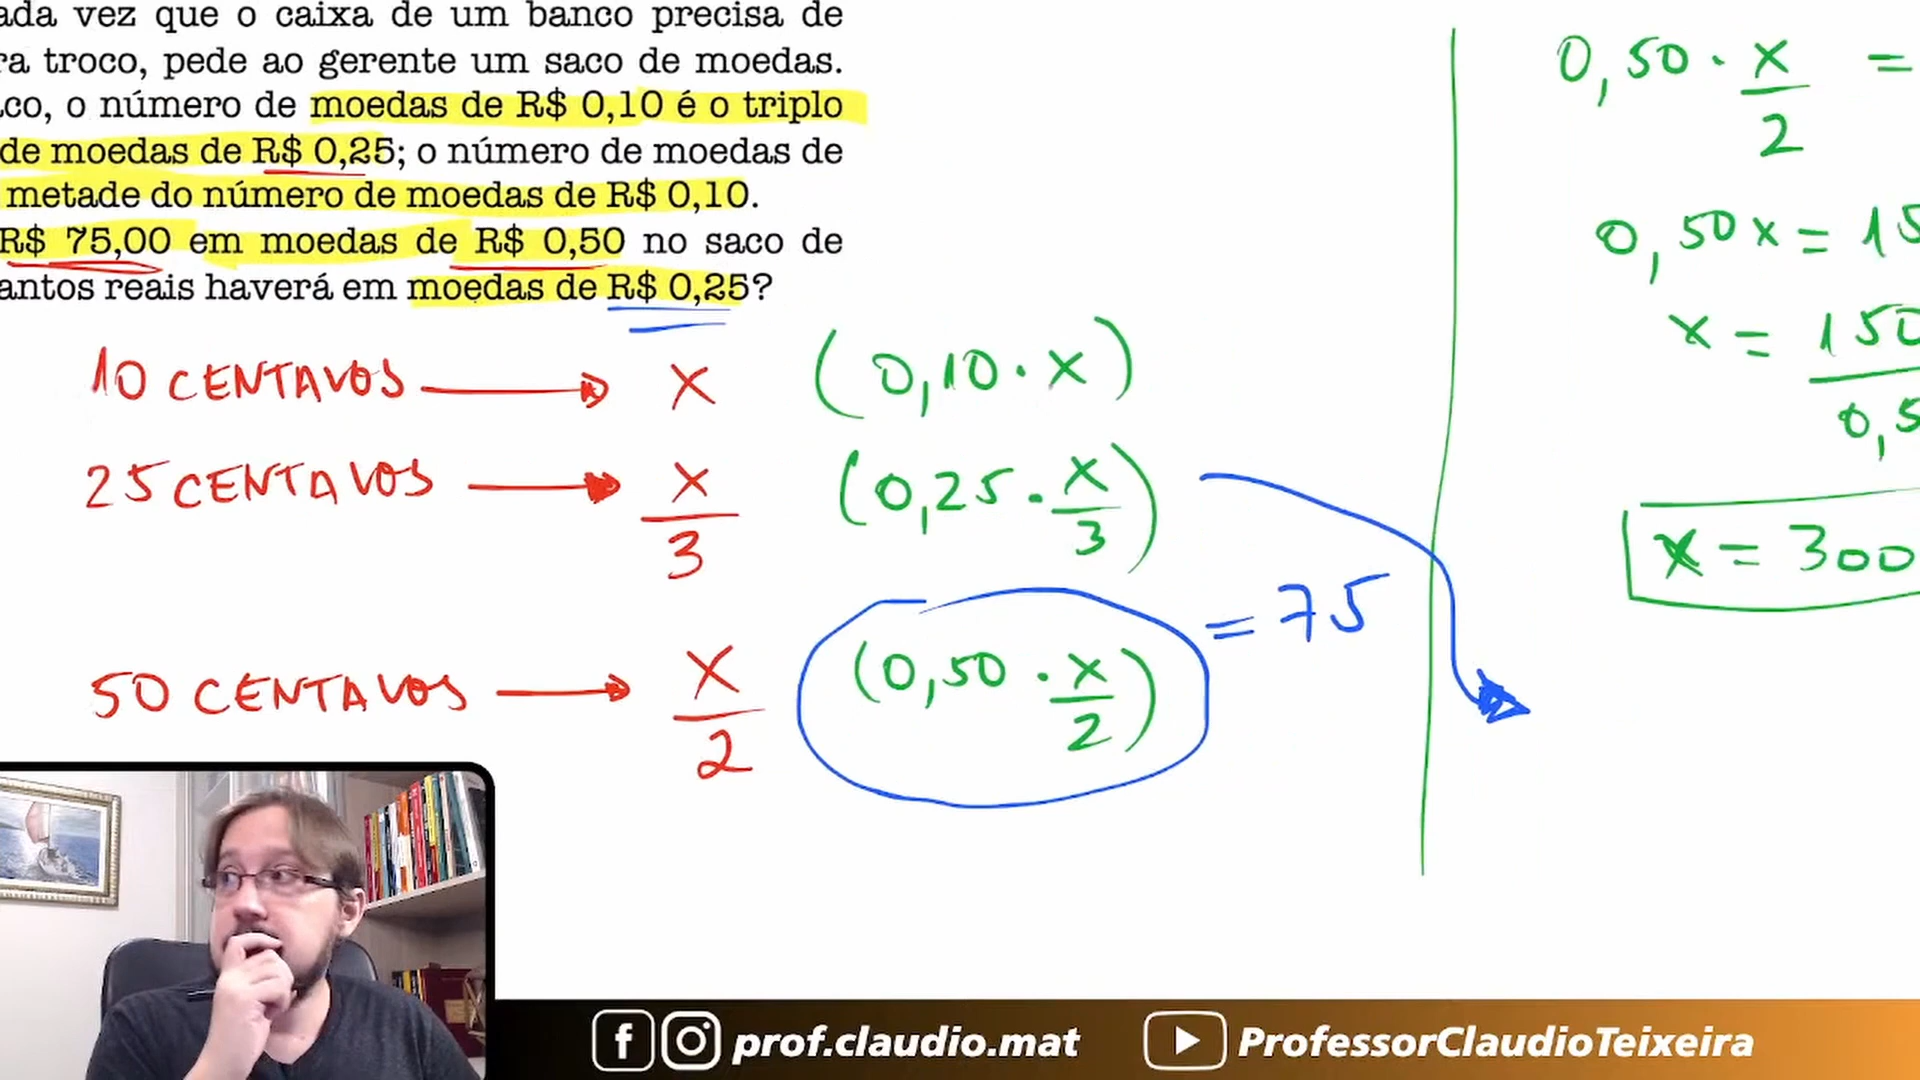 ada vez que o caixa de um banco precisa de
ra troco, pede ao gerente um saco de moedas.
co, o número de moedas de R$ 0,10 é o triplo
de moedas de R$ 0,25; o número de moedas de
metade do número de moedas de R$ 0,10.
R$ 75,00 em moedas de R$ 0,50 no saco de
antos reais haverá em moedas de R$ 0,25?
10 CENTAVOS → x (0,10 · x)
25 CENTAVOS → x/3 (0,25 · x/3)
50 CENTAVOS → x/2 (0,50 · x/2) = 75
0,50 · x/2 =
0,50x = 15
x = 150/0,5
x = 300
prof.claudio.mat
ProfessorClaudioTeixeira